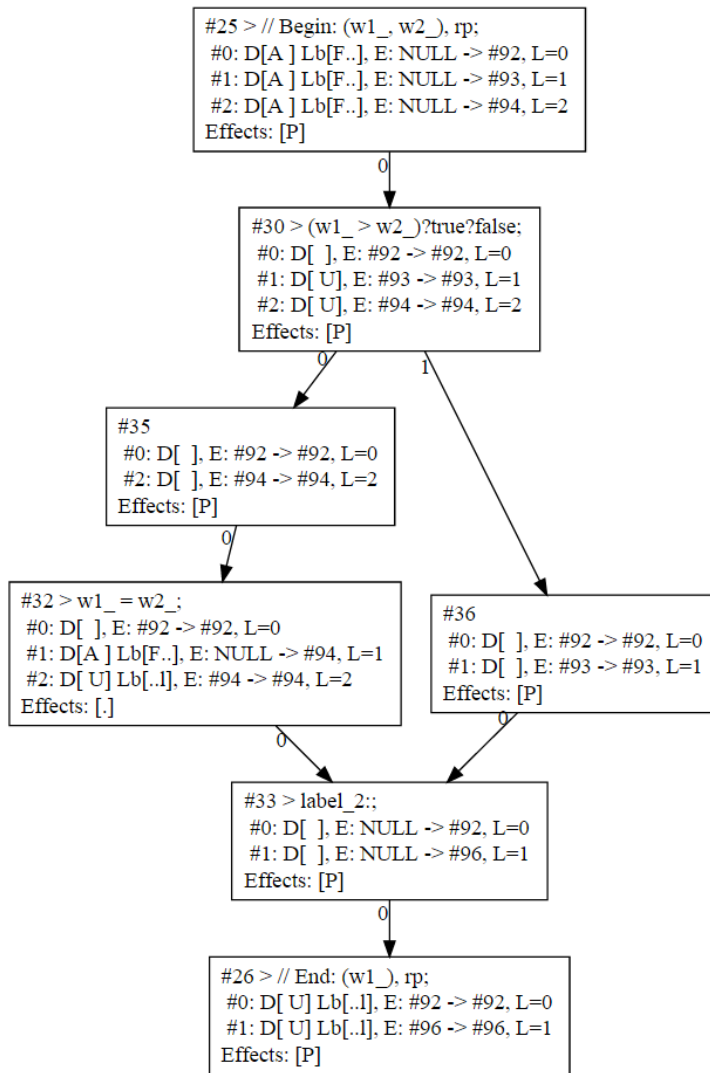 #25 > // Begin: (w1_, w2_), rp;
#0: D[A ] Lb[F..], E: NULL -> #92, L=0
#1: D[A ] Lb[F..], E: NULL -> #93, L=1
#2: D[A ] Lb[F..], E: NULL -> #94, L=2
Effects: [P]
0
#30 > (w1_ > w2_)?true?false;
#0: D[  ], E: #92 -> #92, L=0
#1: D[ U], E: #93 -> #93, L=1
#2: D[ U], E: #94 -> #94, L=2
Effects: [P]
0
1
#35
#0: D[  ], E: #92 -> #92, L=0
#2: D[  ], E: #94 -> #94, L=2
Effects: [P]
0
#32 > w1_ = w2_;
#0: D[  ], E: #92 -> #92, L=0
#1: D[A ] Lb[F..], E: NULL -> #94, L=1
#2: D[ U] Lb[..l], E: #94 -> #94, L=2
Effects: [.]
0
#36
#0: D[  ], E: #92 -> #92, L=0
#1: D[  ], E: #93 -> #93, L=1
Effects: [P]
0
#33 > label_2:;
#0: D[  ], E: NULL -> #92, L=0
#1: D[  ], E: NULL -> #96, L=1
Effects: [P]
0
#26 > // End: (w1_), rp;
#0: D[ U] Lb[..l], E: #92 -> #92, L=0
#1: D[ U] Lb[..l], E: #96 -> #96, L=1
Effects: [P]